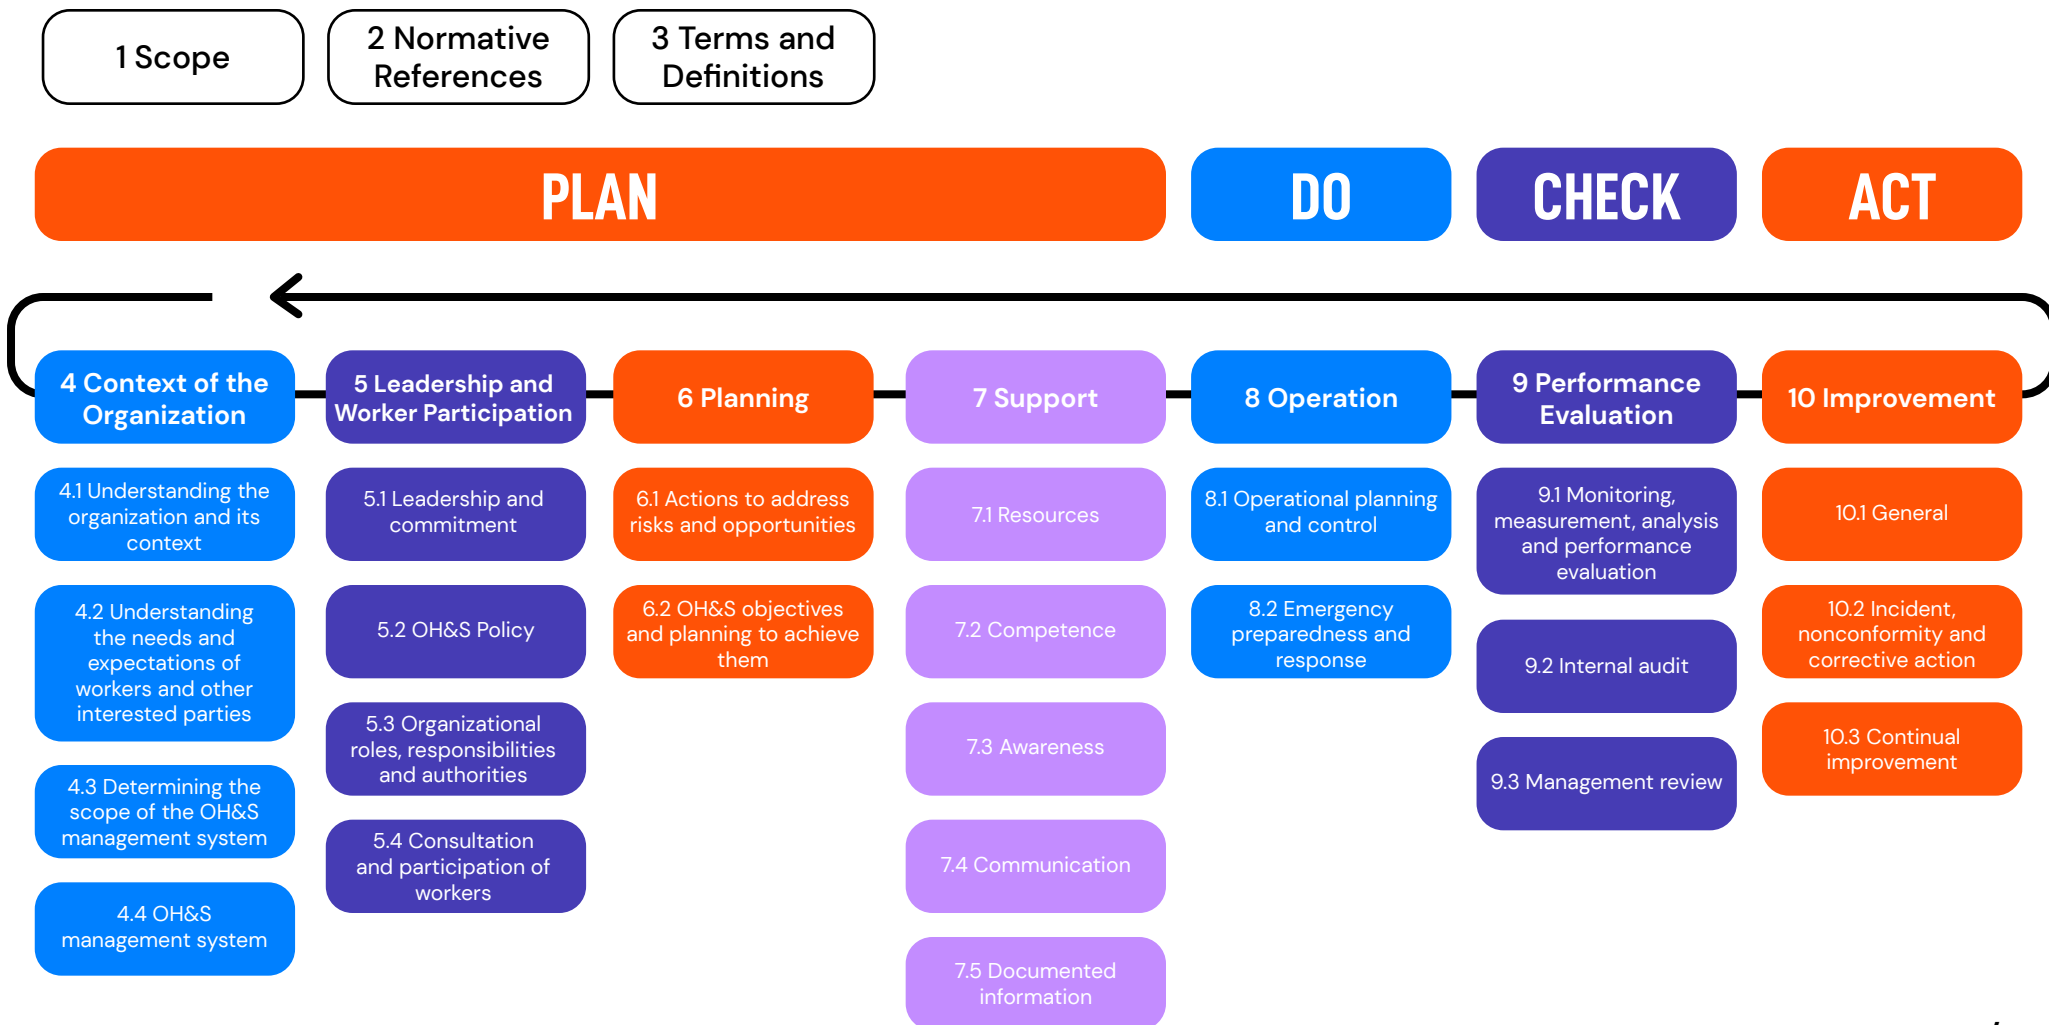 1 Scope
2 Normative
References
3 Terms and
Definitions
PLAN
DO
CHECK
ACT
4 Context of the
Organization
5 Leadership and
Worker Participation
6 Planning
7 Support
8 Operation
9 Performance
Evaluation
10 Improvement
4.1 Understanding the
organization and its
context
4.2 Understanding
the needs and
expectations of
workers and other
interested parties
4.3 Determining the
scope of the OH&S
management system
4.4 OH&S
management system
5.1 Leadership and
commitment
5.2 OH&S Policy
5.3 Organizational
roles, responsibilities
and authorities
5.4 Consultation
and participation of
workers
6.1 Actions to address
risks and opportunities
6.2 OH&S objectives
and planning to achieve
them
7.1 Resources
7.2 Competence
7.3 Awareness
7.4 Communication
7.5 Documented
information
8.1 Operational planning
and control
8.2 Emergency
preparedness and
response
9.1 Monitoring,
measurement, analysis
and performance
evaluation
9.2 Internal audit
9.3 Management review
10.1 General
10.2 Incident,
nonconformity and
corrective action
10.3 Continual
improvement